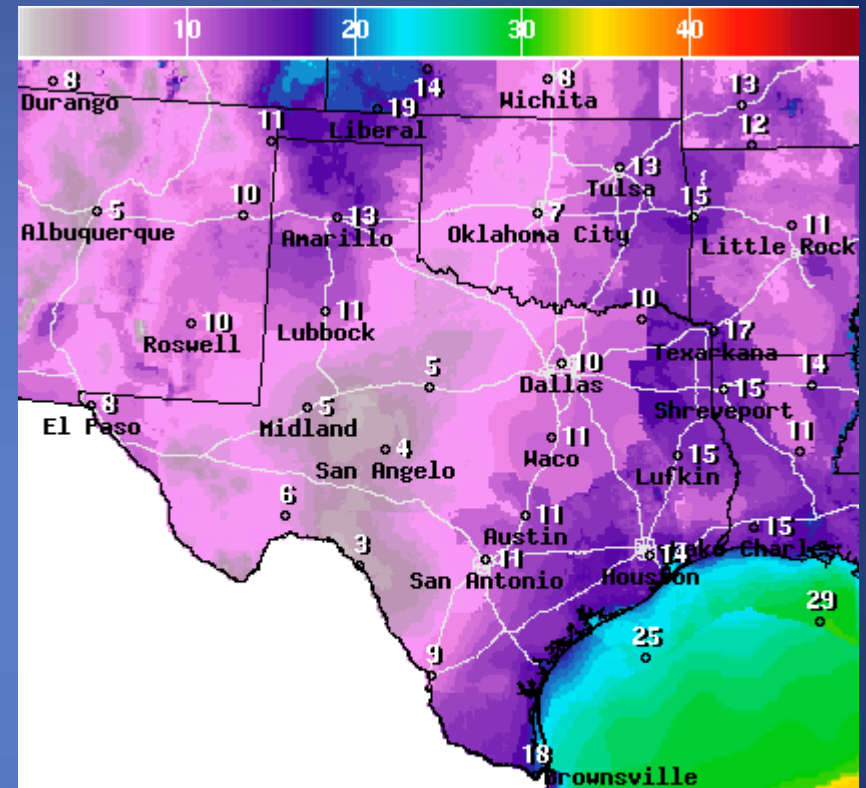 10 20 30 40
8
Durango
14
8
Wichita
19
Liberal
13
12
11
13
Tulsa
5
Albuquerque
10
13
Amarillo
7
Oklahoma City
15
11
Little Rock
10
Roswell
11
Lubbock
10
17
Texarkana
10
Dallas
8
El Paso
5
Midland
5
15
Shreveport
14
4
San Angelo
11
Waco
15
Lufkin
11
6
3
11
Austin
11
San Antonio
14
Houston
15
Lake Charles
29
25
9
18
Brownsville